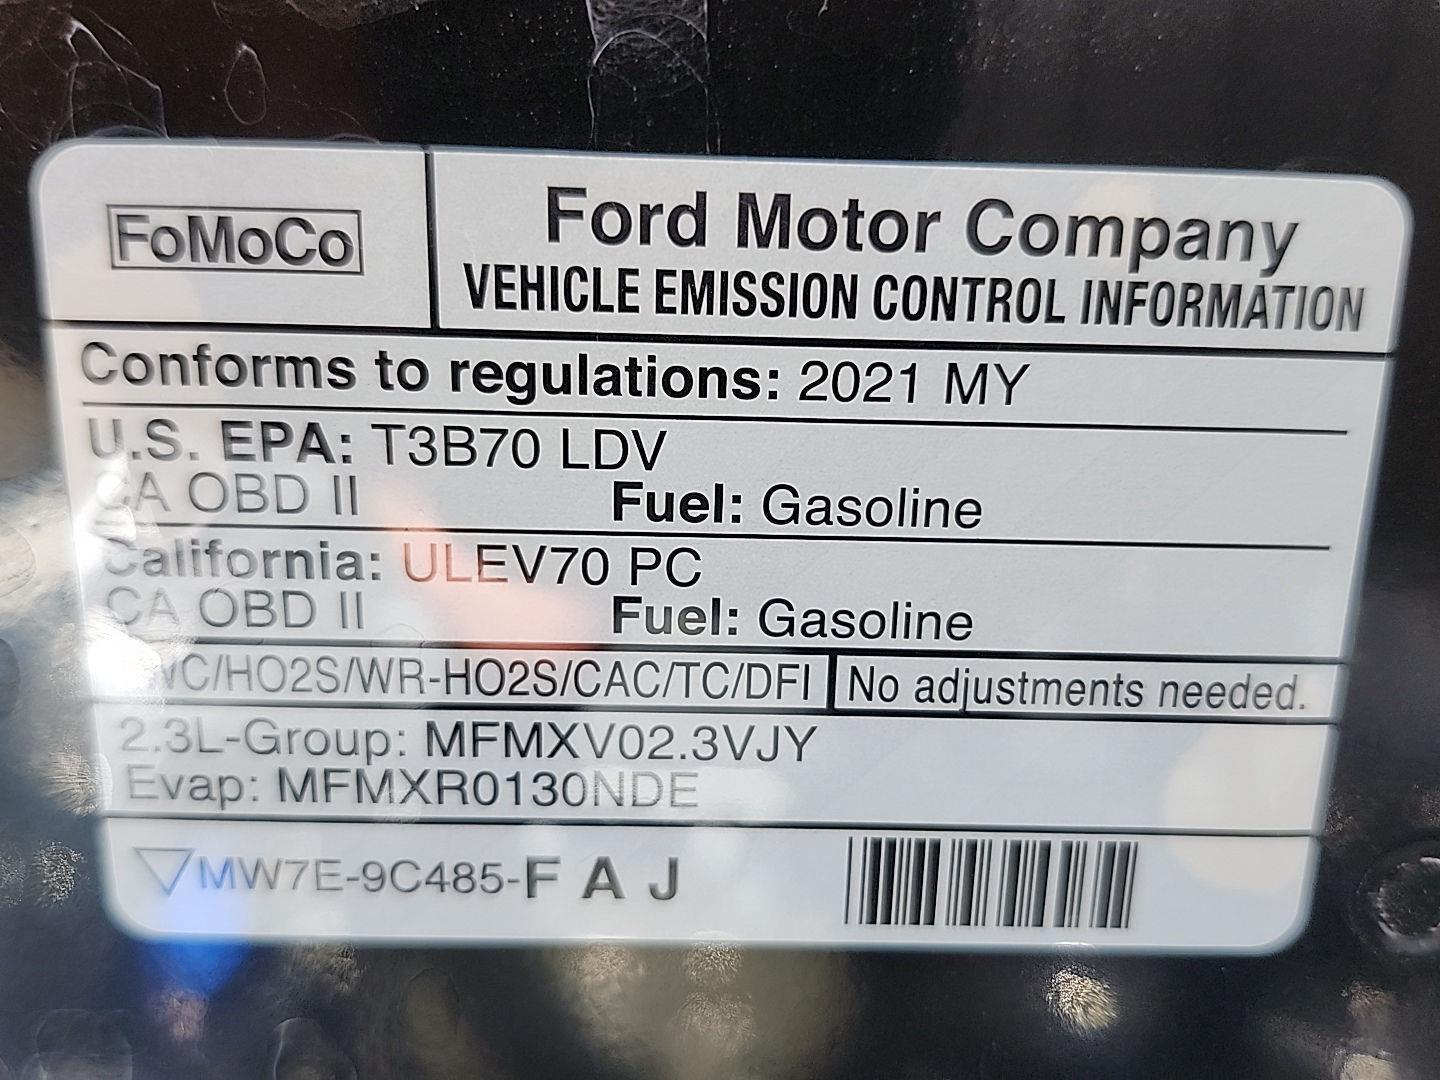 FoMoCo
Ford Motor Company
VEHICLE EMISSION CONTROL INFORMATION
Conforms to regulations: 2021 MY
U.S. EPA: T3B70 LDV
CA OBD II Fuel: Gasoline
California: ULEV70 PC
CA OBD II Fuel: Gasoline
/HO2S/WR-HO2S/CAC/TC/DFI No adjustments needed.
2.3L-Group: MFMXV02.3VJY
Evap: MFMXR0130NDE
MW7E-9C485-F A J